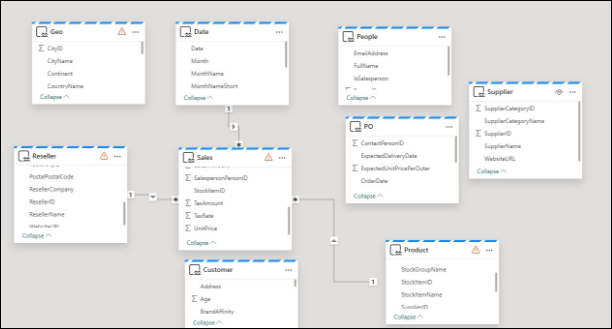 Geo
CityID
CityName
Continent
CountryName
Collapse
Date
Date
Month
MonthName
MonthNameShort
Collapse
People
EmailAddress
FullName
IsSalesperson
Collapse
Supplier
SupplierCategoryID
SupplierCategoryName
SupplierID
SupplierName
WebsiteURL
Collapse
PO
ContactPersonID
ExpectedDeliveryDate
ExpectedUnitPricePerOuter
OrderDate
Collapse
Reseller
PostalPostalCode
ResellerCompany
ResellerID
ResellerName
Collapse
Sales
SalespersonPersonID
StockItemID
TaxAmount
TaxRate
UnitPrice
Collapse
1
1
1
Product
StockGroupName
StockItemID
StockItemName
SupplierID
Collapse
Customer
Address
Age
BrandAffinity
Collapse